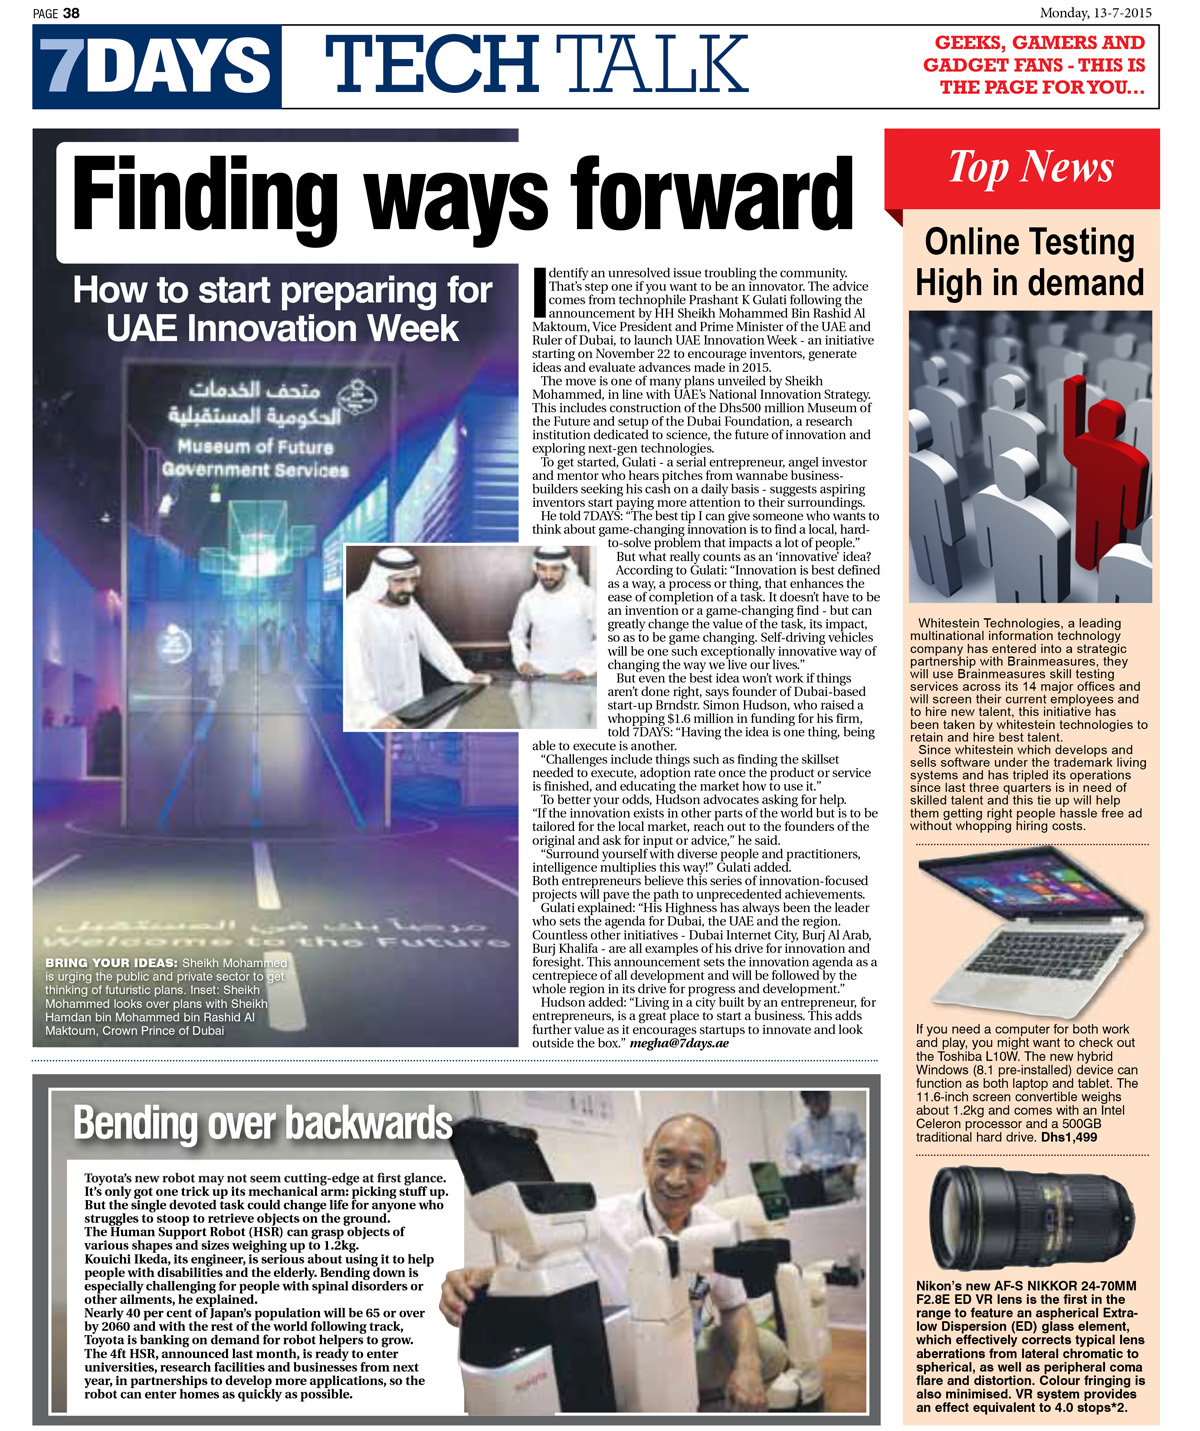 PAGE 38
Monday, 13-7-2015
7DAYS
TECH TALK
GEEKS, GAMERS AND
GADGET FANS - THIS IS
THE PAGE FOR YOU...
Finding ways forward
How to start preparing for
UAE Innovation Week
متحف الخدمات
الحكومية المستقبلية
Museum of Future
Government Services
مرحباً بك في المستقبل
Welcome to the Future
BRING YOUR IDEAS: Sheikh Mohammed
is urging the public and private sector to get
thinking of futuristic plans. Inset: Sheikh
Mohammed looks over plans with Sheikh
Hamdan bin Mohammed bin Rashid Al
Maktoum, Crown Prince of Dubai
Identify an unresolved issue troubling the community.
That's step one if you want to be an innovator. The advice
comes from technophile Prashant K Gulati following the
announcement by HH Sheikh Mohammed Bin Rashid Al
Maktoum, Vice President and Prime Minister of the UAE and
Ruler of Dubai, to launch UAE Innovation Week - an initiative
starting on November 22 to encourage inventors, generate
ideas and evaluate advances made in 2015.
The move is one of many plans unveiled by Sheikh
Mohammed, in line with UAE's National Innovation Strategy.
This includes construction of the Dhs500 million Museum of
the Future and setup of the Dubai Foundation, a research
institution dedicated to science, the future of innovation and
exploring next-gen technologies.
To get started, Gulati - a serial entrepreneur, angel investor
and mentor who hears pitches from wannabe business-
builders seeking his cash on a daily basis - suggests aspiring
inventors start paying more attention to their surroundings.
He told 7DAYS: “The best tip I can give someone who wants to
think about game-changing innovation is to find a local, hard-
to-solve problem that impacts a lot of people.”
But what really counts as an ‘innovative’ idea?
According to Gulati: “Innovation is best defined
as a way, a process or thing, that enhances the
ease of completion of a task. It doesn't have to be
an invention or a game-changing find - but can
greatly change the value of the task, its impact,
so as to be game changing. Self-driving vehicles
will be one such exceptionally innovative way of
changing the way we live our lives.”
But even the best idea won't work if things
aren't done right, says founder of Dubai-based
start-up Brndstr. Simon Hudson, who raised a
whopping $1.6 million in funding for his firm,
told 7DAYS: “Having the idea is one thing, being
able to execute is another.
“Challenges include things such as finding the skillset
needed to execute, adoption rate once the product or service
is finished, and educating the market how to use it.”
To better your odds, Hudson advocates asking for help.
“If the innovation exists in other parts of the world but is to be
tailored for the local market, reach out to the founders of the
original and ask for input or advice,” he said.
“Surround yourself with diverse people and practitioners,
intelligence multiplies this way!” Gulati added.
Both entrepreneurs believe this series of innovation-focused
projects will pave the path to unprecedented achievements.
Gulati explained: “His Highness has always been the leader
who sets the agenda for Dubai, the UAE and the region.
Countless other initiatives - Dubai Internet City, Burj Al Arab,
Burj Khalifa - are all examples of his drive for innovation and
foresight. This announcement sets the innovation agenda as a
centrepiece of all development and will be followed by the
whole region in its drive for progress and development.”
Hudson added: “Living in a city built by an entrepreneur, for
entrepreneurs, is a great place to start a business. This adds
further value as it encourages startups to innovate and look
outside the box.” megha@7days.ae
Bending over backwards
Toyota's new robot may not seem cutting-edge at first glance.
It's only got one trick up its mechanical arm: picking stuff up.
But the single devoted task could change life for anyone who
struggles to stoop to retrieve objects on the ground.
The Human Support Robot (HSR) can grasp objects of
various shapes and sizes weighing up to 1.2kg.
Kouichi Ikeda, its engineer, is serious about using it to help
people with disabilities and the elderly. Bending down is
especially challenging for people with spinal disorders or
other ailments, he explained.
Nearly 40 per cent of Japan's population will be 65 or over
by 2060 and with the rest of the world following track,
Toyota is banking on demand for robot helpers to grow.
The 4ft HSR, announced last month, is ready to enter
universities, research facilities and businesses from next
year, in partnerships to develop more applications, so the
robot can enter homes as quickly as possible.
Top News
Online Testing
High in demand
Whitestein Technologies, a leading
multinational information technology
company has entered into a strategic
partnership with Brainmeasures, they
will use Brainmeasures skill testing
services across its 14 major offices and
will screen their current employees and
to hire new talent, this initiative has
been taken by whitestein technologies to
retain and hire best talent.
Since whitestein which develops and
sells software under the trademark living
systems and has tripled its operations
since last three quarters is in need of
skilled talent and this tie up will help
them getting right people hassle free ad
without whopping hiring costs.
If you need a computer for both work
and play, you might want to check out
the Toshiba L10W. The new hybrid
Windows (8.1 pre-installed) device can
function as both laptop and tablet. The
11.6-inch screen convertible weighs
about 1.2kg and comes with an Intel
Celeron processor and a 500GB
traditional hard drive. Dhs1,499
Nikon's new AF-S NIKKOR 24-70MM
F2.8E ED VR lens is the first in the
range to feature an aspherical Extra-
low Dispersion (ED) glass element,
which effectively corrects typical lens
aberrations from lateral chromatic to
spherical, as well as peripheral coma
flare and distortion. Colour fringing is
also minimised. VR system provides
an effect equivalent to 4.0 stops*2.